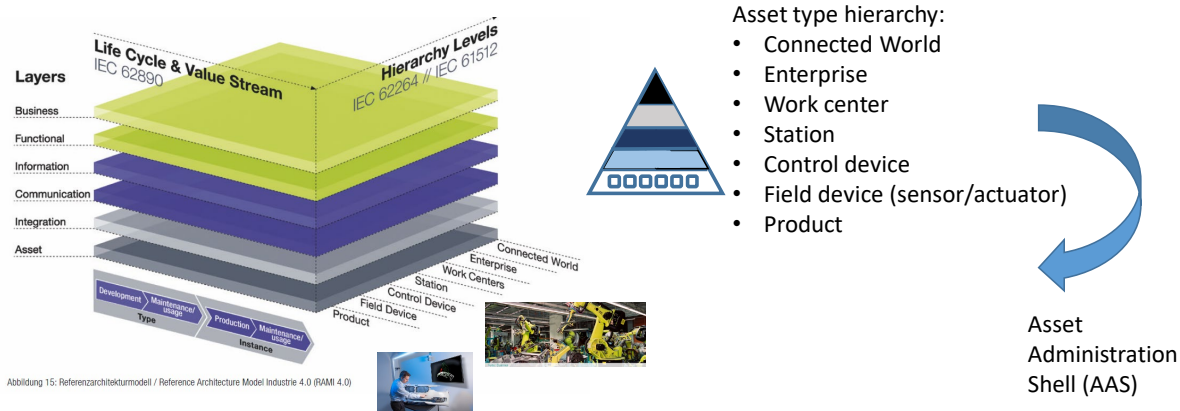 Life Cycle & Value Stream
IEC 62890
Hierarchy Levels
IEC 62264 // IEC 61512
Layers
Business
Functional
Information
Communication
Integration
Asset
Connected World
Enterprise
Work Centers
Station
Control Device
Field Device
Product
Development
Maintenance/
usage
Production
Maintenance/
usage
Type
Instance
Abbildung 15: Referenzarchitekturmodell / Reference Architecture Model Industrie 4.0 (RAMI 4.0)
Asset type hierarchy:
• Connected World
• Enterprise
• Work center
• Station
• Control device
• Field device (sensor/actuator)
• Product
Asset
Administration
Shell (AAS)